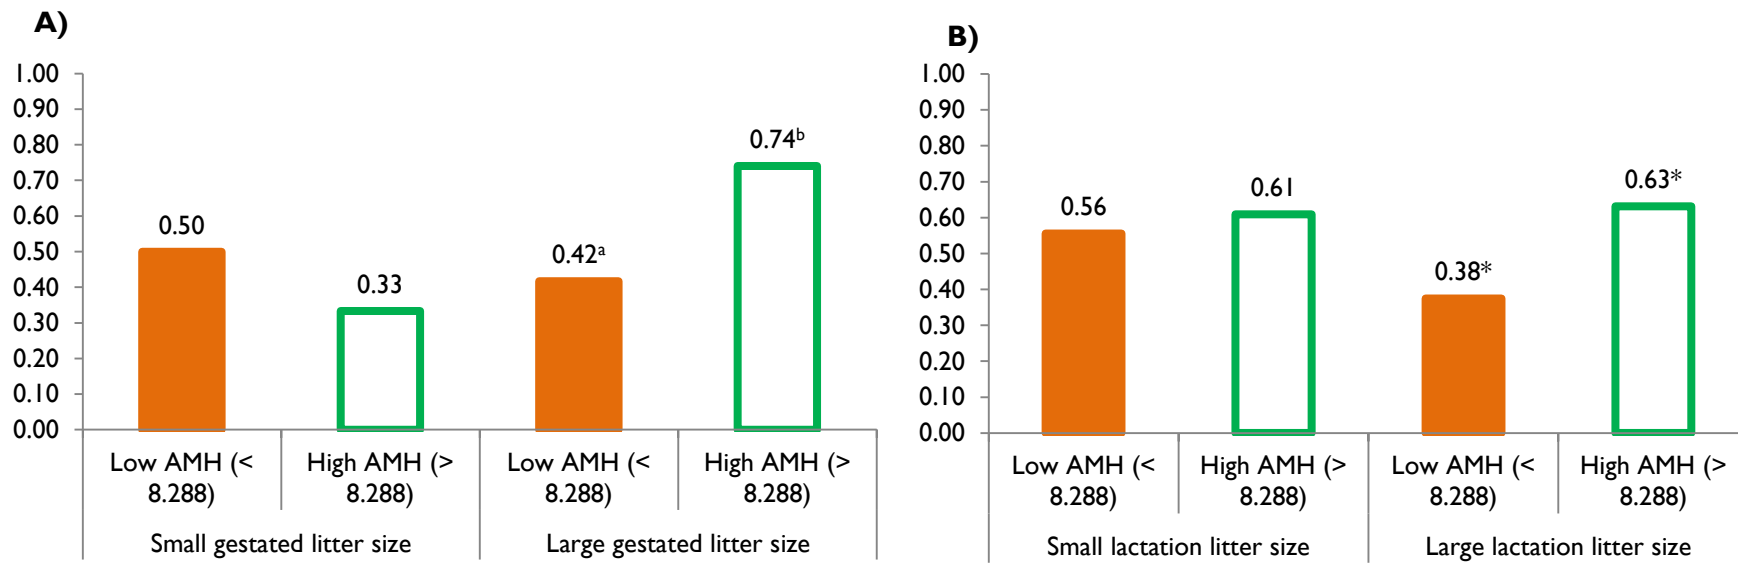 A)
1.00
0.90
0.80
0.70
0.60
0.50
0.40
0.30
0.20
0.10
0.00
0.50
0.33
0.42ᵃ
0.74ᵇ
Low AMH (<
8.288)
High AMH (>
8.288)
Low AMH (<
8.288)
High AMH (>
8.288)
Small gestated litter size
Large gestated litter size
B)
1.00
0.90
0.80
0.70
0.60
0.50
0.40
0.30
0.20
0.10
0.00
0.56
0.61
0.38*
0.63*
Low AMH (<
8.288)
High AMH (>
8.288)
Low AMH (<
8.288)
High AMH (>
8.288)
Small lactation litter size
Large lactation litter size